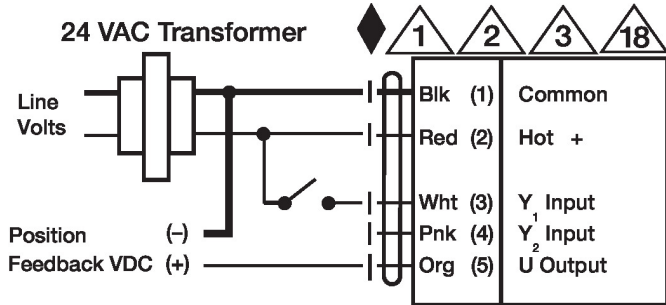 24 VAC Transformer
1 2 3 18
Line
Volts
Blk (1) Common
Red (2) Hot +
Wht (3) Y1 Input
Pnk (4) Y2 Input
Org (5) U Output
Position (–)
Feedback VDC (+)